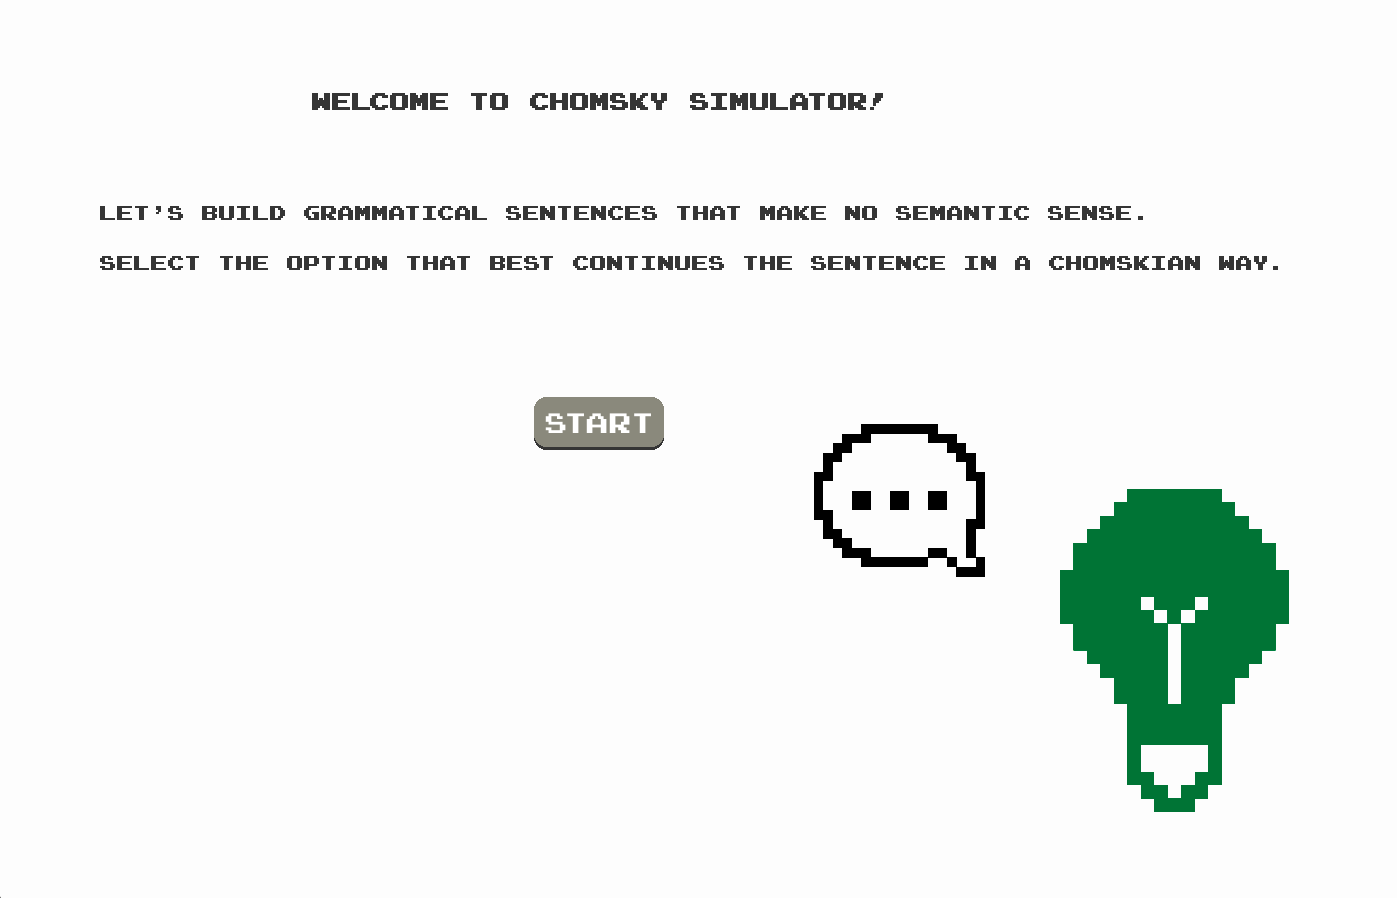 WELCOME TO CHOMSKY SIMULATOR!
LET'S BUILD GRAMMATICAL SENTENCES THAT MAKE NO SEMANTIC SENSE.
SELECT THE OPTION THAT BEST CONTINUES THE SENTENCE IN A CHOMSKIAN WAY.
START